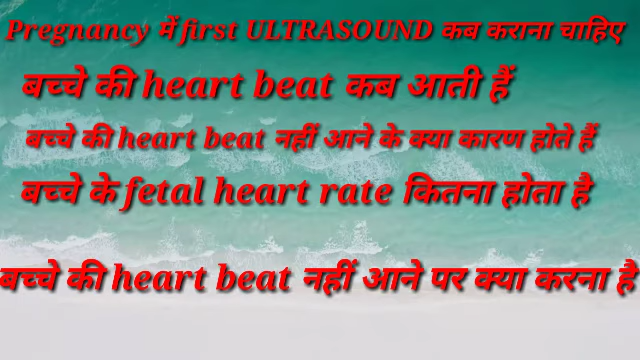 Pregnancy में first ULTRASOUND कब कराना चाहिए
बच्चे की heart beat कब आती हैं
बच्चे की heart beat नहीं आने के क्या कारण होते हैं
बच्चे के fetal heart rate कितना होता है
बच्चे की heart beat नहीं आने पर क्या करना है